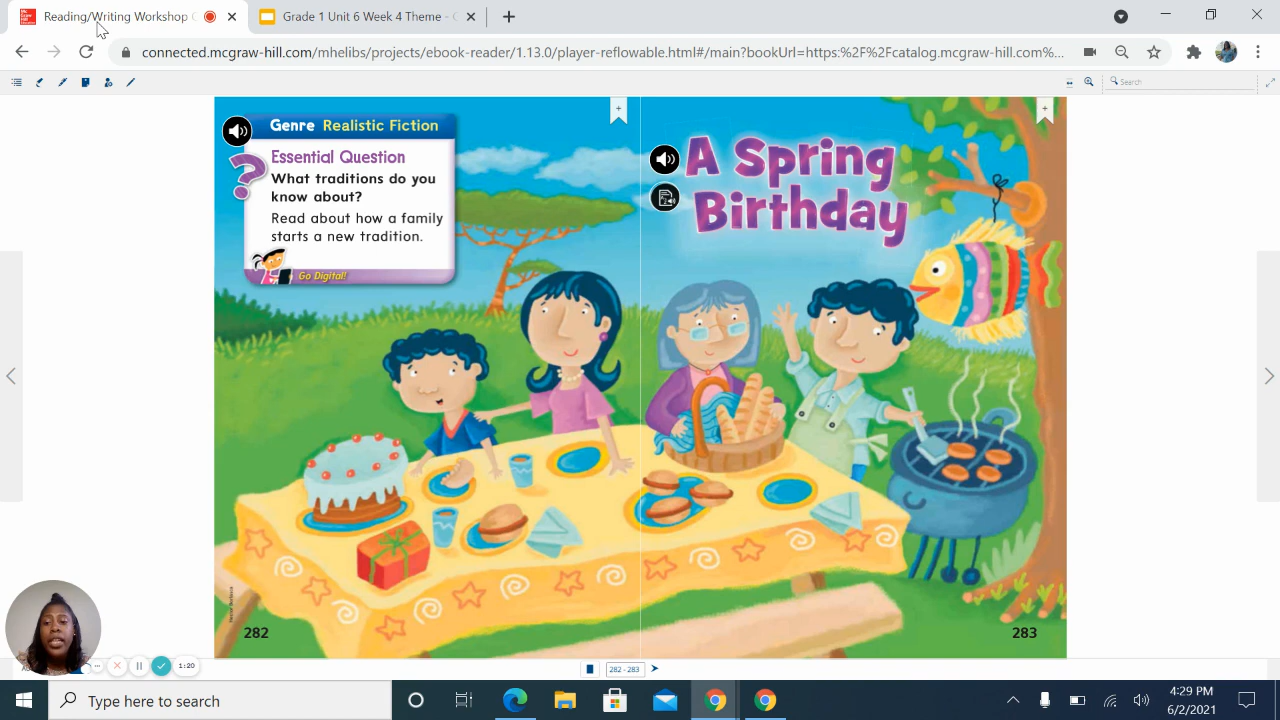 Reading/Writing Workshop
Grade 1 Unit 6 Week 4 Theme -
connected.mcgraw-hill.com/mhelibs/projects/ebook-reader/1.13.0/player-reflowable.html#/main?bookUrl=https:%2F%2Fcatalog.mcgraw-hill.com%...
Search
Genre Realistic Fiction
Essential Question
What traditions do you
know about?
Read about how a family
starts a new tradition.
Go Digital!
A Spring
Birthday
282
283
1:20
282-283
Type here to search
4:29 PM
6/2/2021